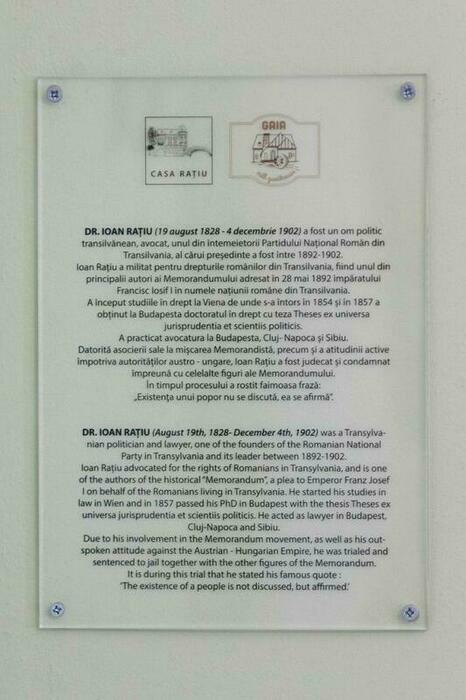 CASA RAȚIU
GAIA
DR. IOAN RAȚIU (19 august 1828 - 4 decembrie 1902) a fost un om politic
transilvănean, avocat, unul din intemeietorii Partidului Național Român din
Transilvania, al cărui președinte a fost intre 1892-1902.
Ioan Rațiu a militat pentru drepturile românilor din Transilvania, fiind unul din
principalii autori ai Memorandumului adresat în 28 mai 1892 împăratului
Francisc Iosif I în numele națiunii române din Transilvania.
A inceput studiile in drept la Viena de unde s-a intors in 1854 și in 1857 a
obținut la Budapesta doctoratul în drept cu teza Theses ex universa
jurisprudentia et scientiis politicis.
A practicat avocatura la Budapesta, Cluj- Napoca și Sibiu.
Datorită asocierii sale la mișcarea Memorandistă, precum și a atitudinii active
împotriva autorităților austro - ungare, Ioan Rațiu a fost judecat și condamnat
impreună cu celelalte figuri ale Memorandumului.
În timpul procesului a rostit faimoasa frază:
„Existența unui popor nu se discută, ea se afirmă".
DR. IOAN RAȚIU (August 19th, 1828- December 4th, 1902) was a Transylva-
nian politician and lawyer, one of the founders of the Romanian National
Party in Transylvania and its leader between 1892-1902.
Ioan Rațiu advocated for the rights of Romanians in Transylvania, and is one
of the authors of the historical "Memorandum", a plea to Emperor Franz Josef
I on behalf of the Romanians living in Transylvania. He started his studies in
law in Wien and in 1857 passed his PhD in Budapest with the thesis Theses ex
universa jurisprudentia et scientiis politicis. He acted as lawyer in Budapest,
Cluj-Napoca and Sibiu.
Due to his involvement in the Memorandum movement, as well as his out-
spoken attitude against the Austrian - Hungarian Empire, he was trialed and
sentenced to jail together with the other figures of the Memorandum.
It is during this trial that he stated his famous quote :
'The existence of a people is not discussed, but affirmed.'